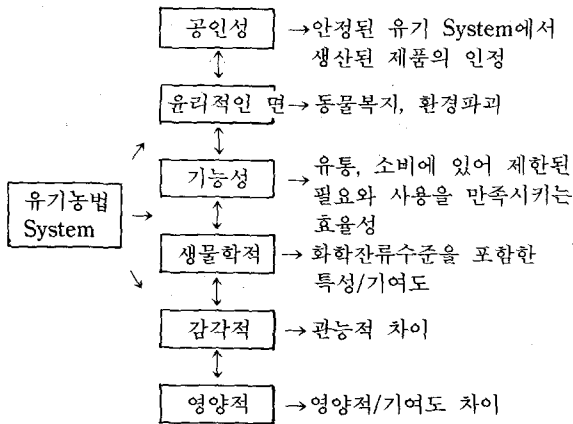 공인성 →안정된 유기 System에서
생산된 제품의 인정
윤리적인 면→동물복지, 환경파괴
기능성 →유통, 소비에 있어 제한된
필요와 사용을 만족시키는
효율성
유기농법
System
생물학적 →화학잔류수준을 포함한
특성/기여도
감각적 →관능적 차이
영양적 →영양적/기여도 차이